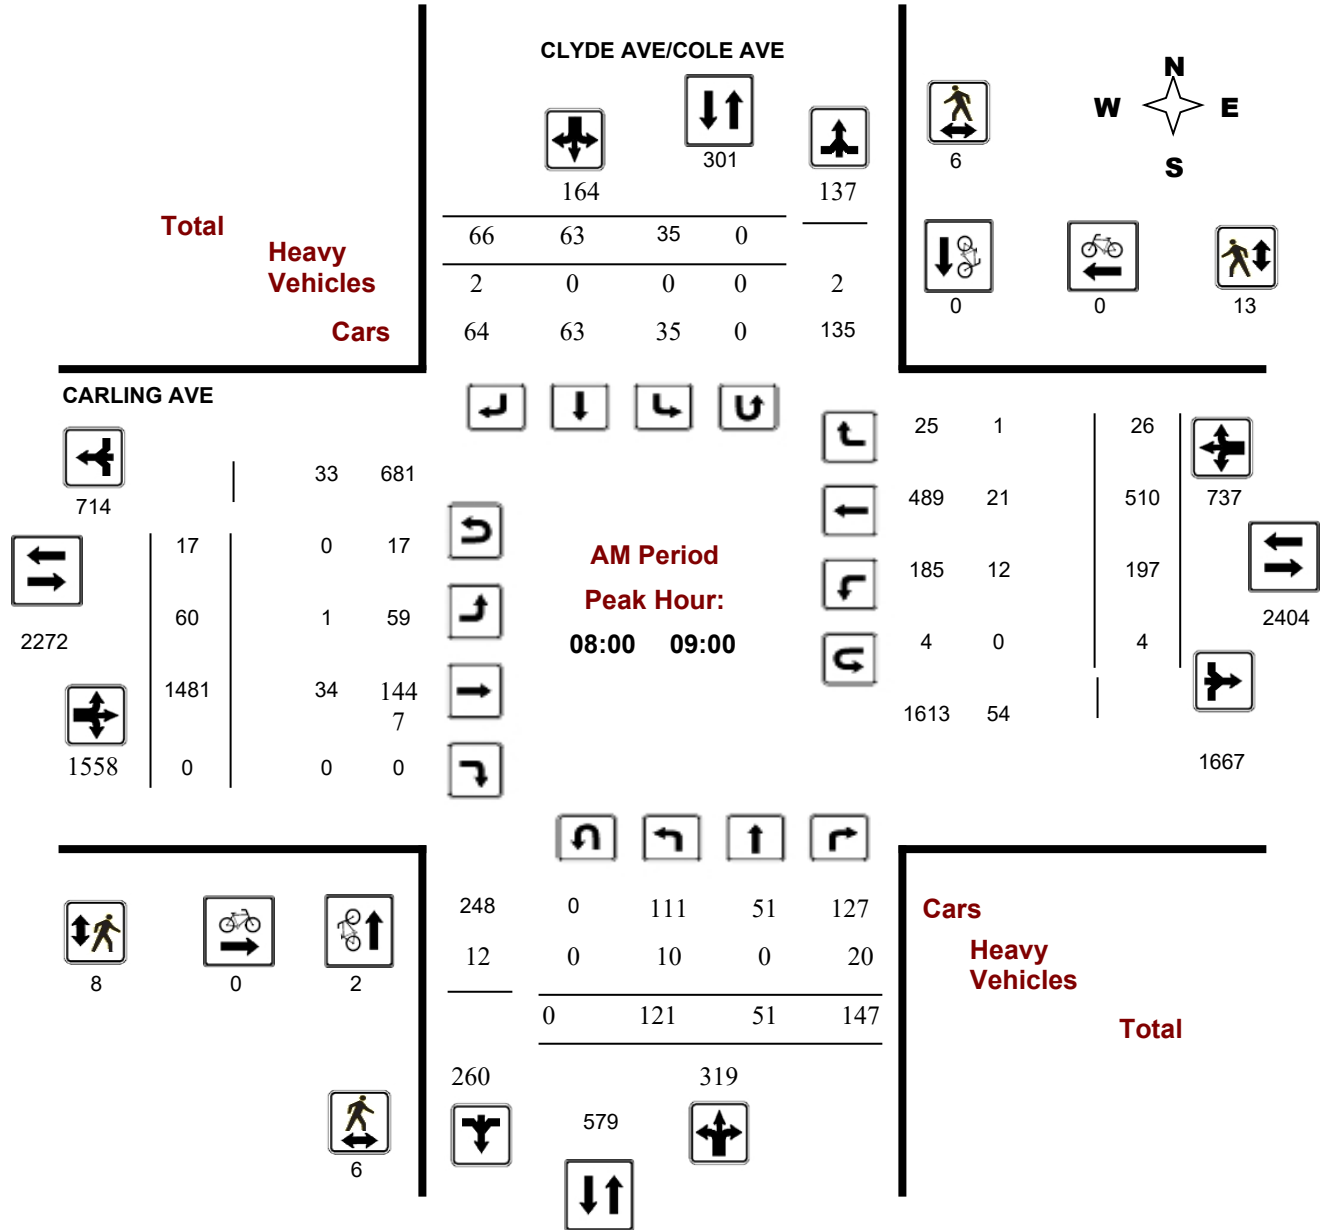 CLYDE AVE/COLE AVE
N
W E
S
301
6
164
137
Total
66 63 35 0
Heavy
Vehicles
2 0 0 0 2
0 0 13
Cars
64 63 35 0 135
CARLING AVE
25 1 26
33 681
714
489 21 510 737
17 0 17
AM Period
185 12 197
Peak Hour:
60 1 59
2404
2272
08:00 09:00
4 0 4
1481 34 144
7
1613 54
1558 0 0 0
1667
248 0 111 51 127
Cars
12 0 10 0 20
Heavy
Vehicles
8 0 2
0 121 51 147
Total
260 319
579
6